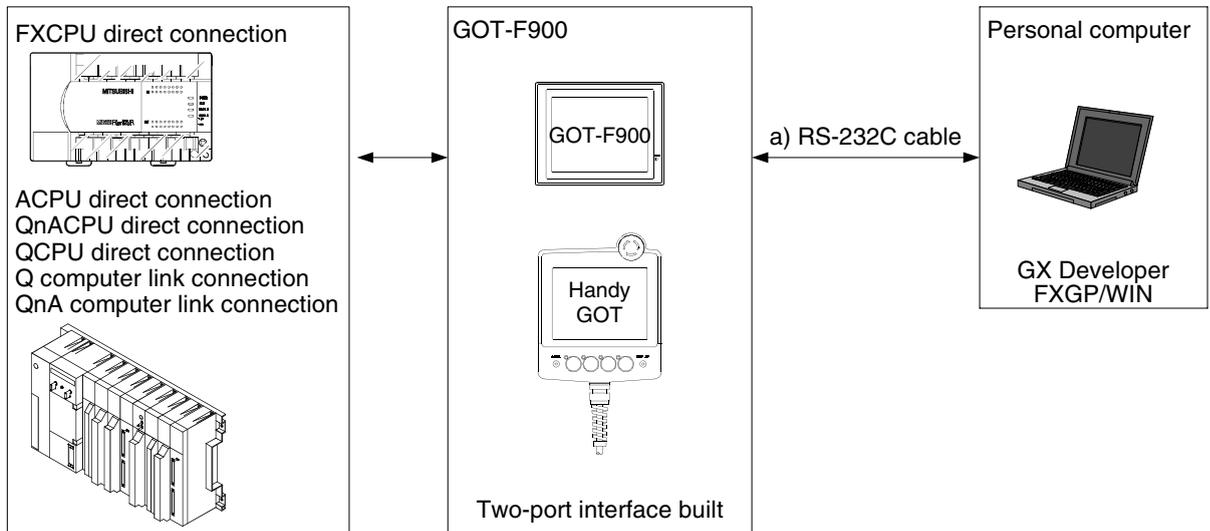 FXCPU direct connection
MITSUBISHI
ACPU direct connection
QnACPU direct connection
QCPU direct connection
Q computer link connection
QnA computer link connection
GOT-F900
GOT-F900
Handy
GOT
Two-port interface built
a) RS-232C cable
Personal computer
GX Developer
FXGP/WIN